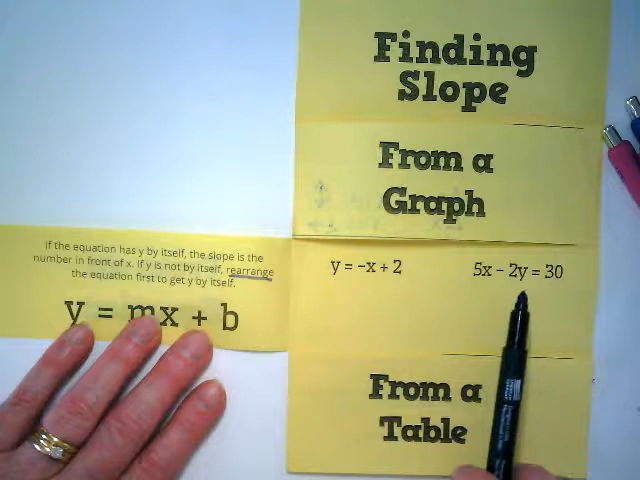 Finding
Slope
From a
Graph
If the equation has y by itself, the slope is the
number in front of x. If y is not by itself, rearrange
the equation first to get y by itself.
y = mx + b
y = -x + 2
5x - 2y = 30
From a
Table